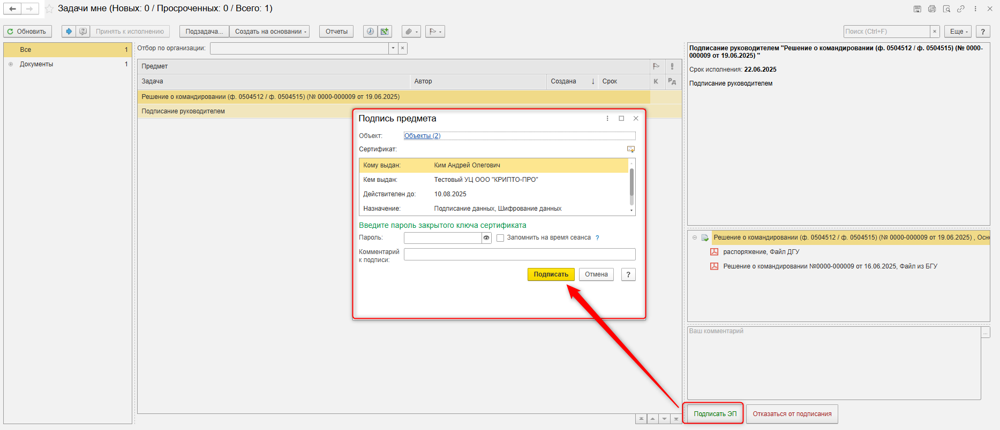 Задачи мне (Новых: 0 / Просроченных: 0 / Всего: 1)
Обновить
Принять к исполнению
Подзадача...
Создать на основании
Отчеты
Поиск (Ctrl+F)
×
Еще
?
Все 1
Документы 1
Отбор по организации:
×
Предмет
Задача Автор Создана ↓ Срок К Рд
Решение о командировании (ф. 0504512 / ф. 0504515) (№ 0000-000009 от 19.06.2025)
Подписание руководителем
Подпись предмета
Объект: Объекты (2)
Сертификат:
Кому выдан: Ким Андрей Олегович
Кем выдан: Тестовый УЦ ООО "КРИПТО-ПРО"
Действителен до: 10.08.2025
Назначение: Подписание данных, Шифрование данных
Введите пароль закрытого ключа сертификата
Пароль: Запомнить на время сеанса ?
Комментарий
к подписи:
Подписать Отмена ?
Подписание руководителем "Решение о командировании (ф. 0504512 / ф. 0504515) (№ 0000-
000009 от 19.06.2025) "
Срок исполнения: 22.06.2025
Подписание руководителем
Решение о командировании (ф. 0504512 / ф. 0504515) (№ 0000-000009 от 19.06.2025) , Осн
распоряжение, Файл ДГУ
Решение о командировании №0000-000009 от 16.06.2025, Файл из БГУ
Ваш комментарий
...
Подписать ЭП
Отказаться от подписания